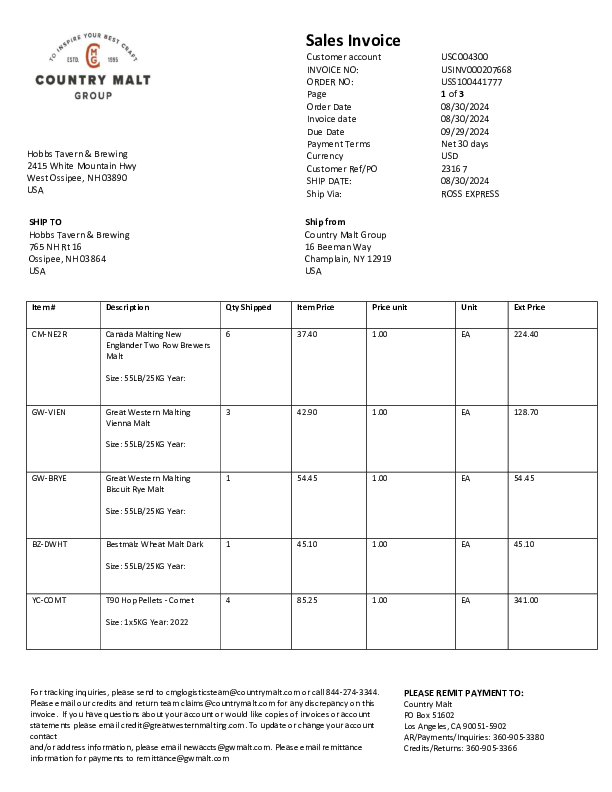 TO INSPIRE YOUR BEST CRAFT
ESTD. CMG 1995
COUNTRY MALT
GROUP
Sales Invoice
Customer account USC004300
INVOICE NO: USINV000207668
ORDER NO: USS100441777
Page 1 of 3
Order Date 08/30/2024
Invoice date 08/30/2024
Due Date 09/29/2024
Payment Terms Net 30 days
Currency USD
Customer Ref/PO 2316 7
SHIP DATE: 08/30/2024
Ship Via: ROSS EXPRESS
Hobbs Tavern & Brewing
2415 White Mountain Hwy
West Ossipee, NH 03890
USA
SHIP TO
Hobbs Tavern & Brewing
765 NH Rt 16
Ossipee, NH 03864
USA
Ship from
Country Malt Group
16 Beeman Way
Champlain, NY 12919
USA
Item # Description Qty Shipped Item Price Price unit Unit Ext Price
CM-NE2R Canada Malting New 6 37.40 1.00 EA 224.40
Englander Two Row Brewers
Malt
Size: 55LB/25KG Year:
GW-VIEN Great Western Malting 3 42.90 1.00 EA 128.70
Vienna Malt
Size: 55LB/25KG Year:
GW-BRYE Great Western Malting 1 54.45 1.00 EA 54.45
Biscuit Rye Malt
Size: 55LB/25KG Year:
BZ-DWHT Bestmalz Wheat Malt Dark 1 45.10 1.00 EA 45.10
Size: 55LB/25KG Year:
YC-COMT T90 Hop Pellets - Comet 4 85.25 1.00 EA 341.00
Size: 1x5KG Year: 2022
For tracking inquiries, please send to cmglogisticsteam@countrymalt.com or call 844-274-3344.
Please email our credits and return team claims@countrymalt.com for any discrepancy on this
invoice. If you have questions about your account or would like copies of invoices or account
statements please email credit@greatwesternmalting.com. To update or change your account
contact
and/or address information, please email newaccts@gwmalt.com. Please email remittance
information for payments to remittance@gwmalt.com
PLEASE REMIT PAYMENT TO:
Country Malt
PO Box 51602
Los Angeles, CA 90051-5902
AR/Payments/Inquiries: 360-905-3380
Credits/Returns: 360-905-3366